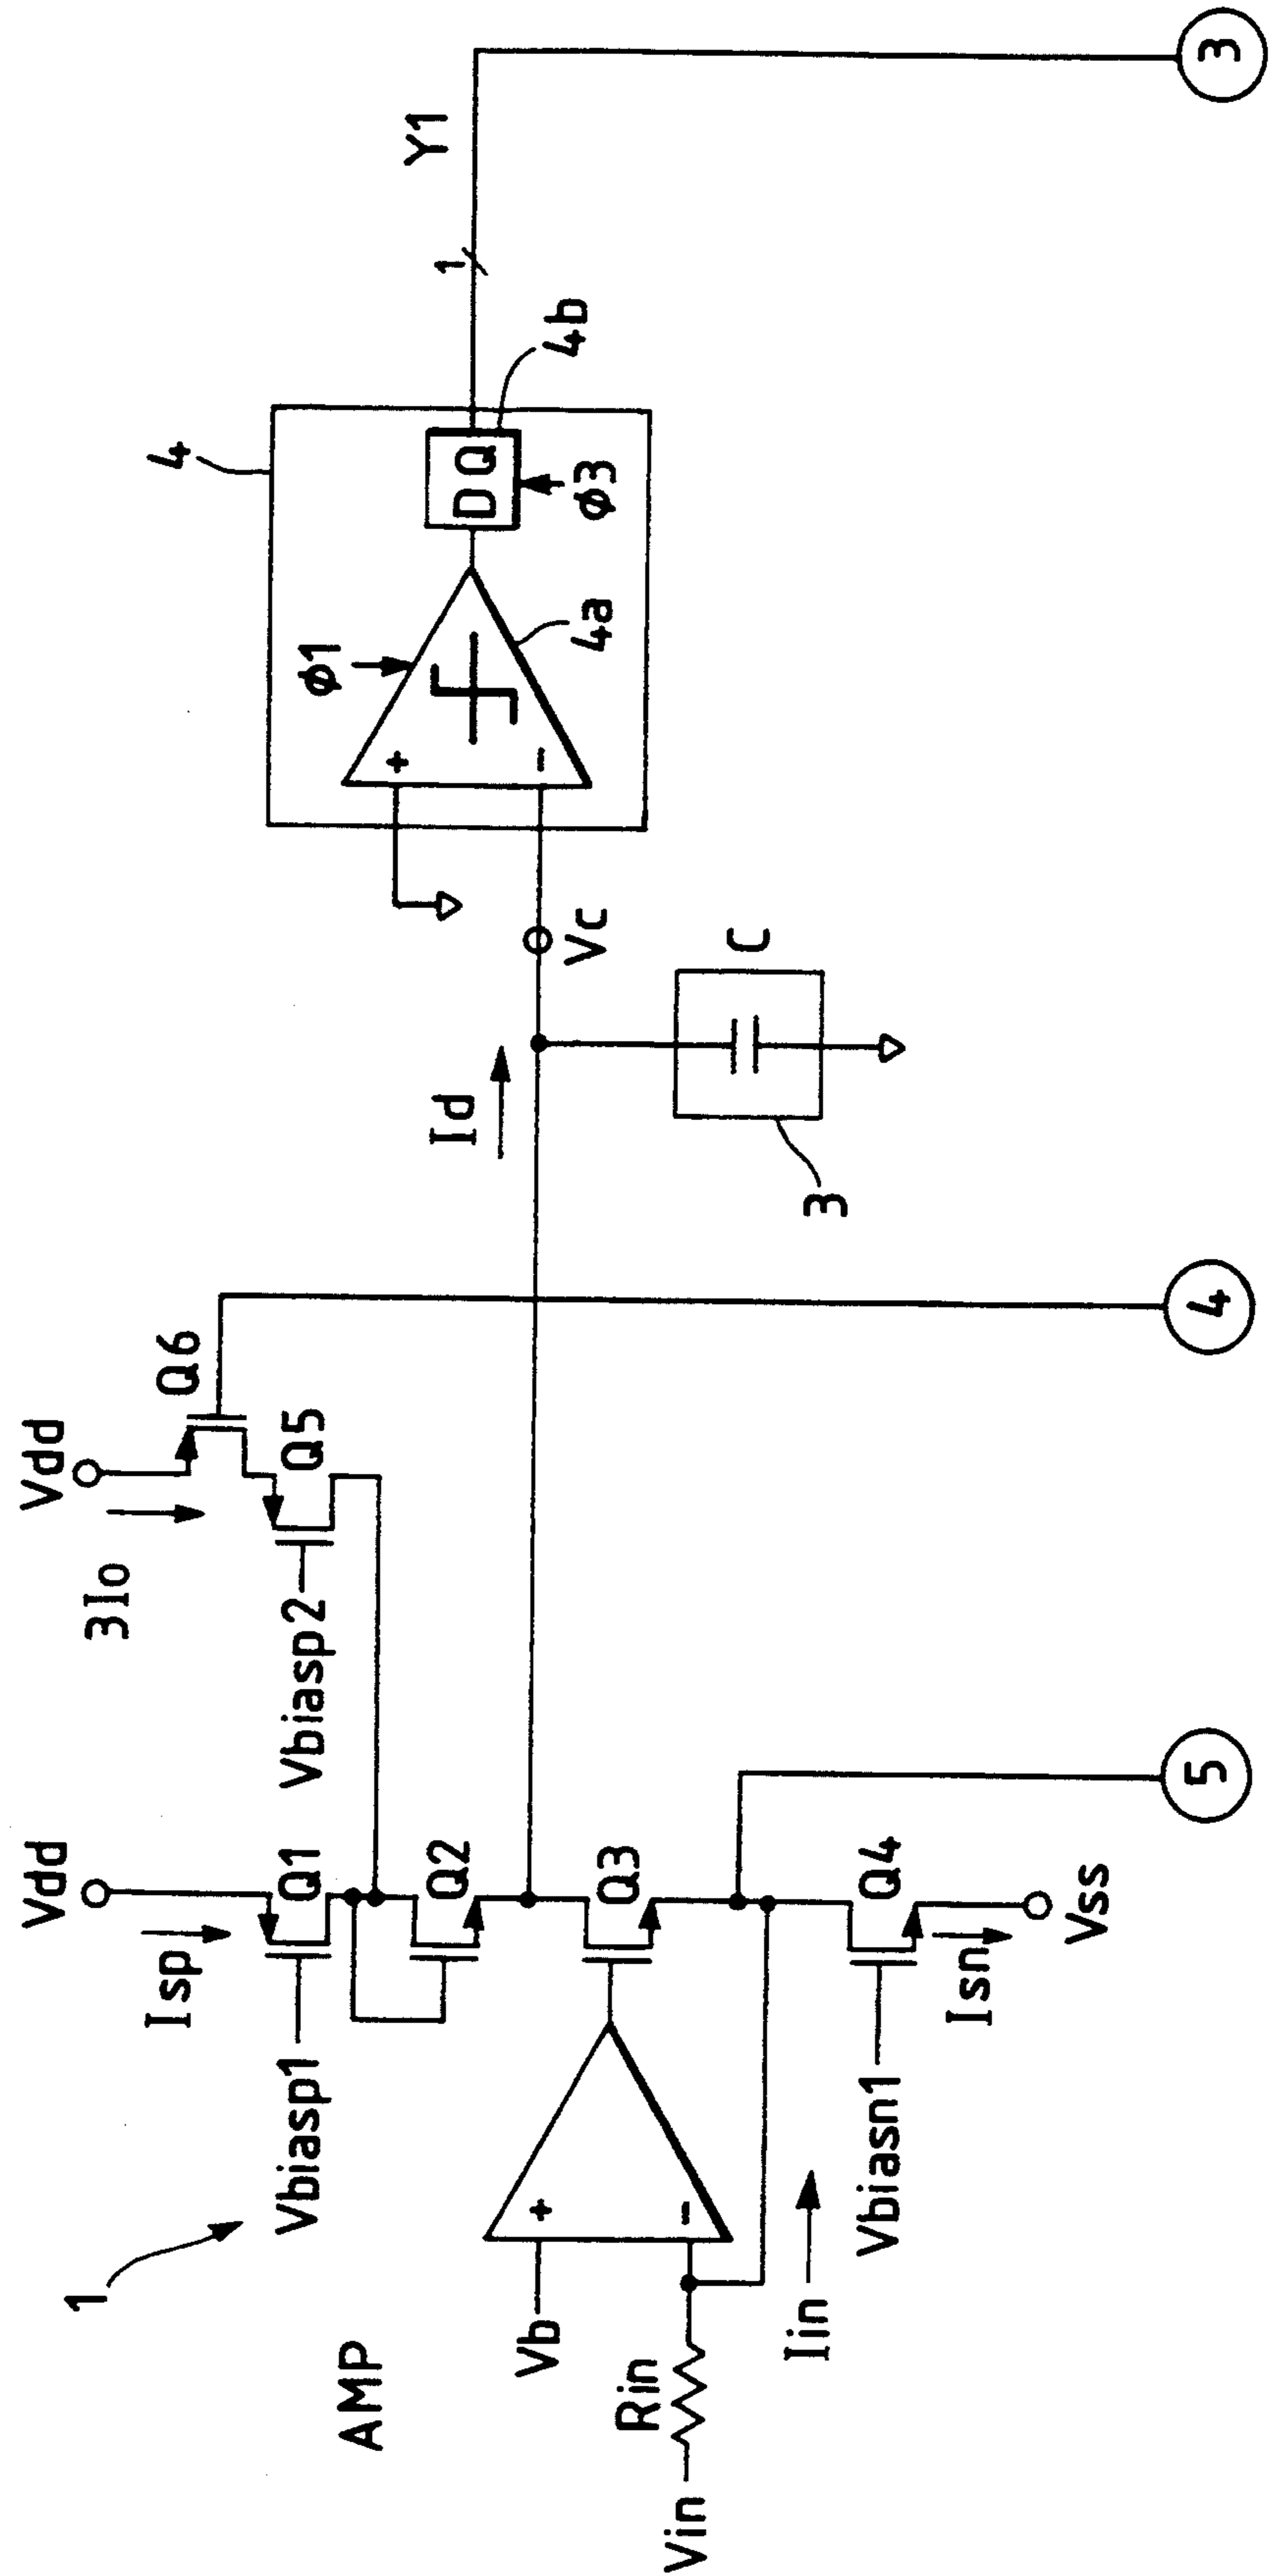 Vdd
Vdd
3Io
Q6
Isp
Q1
Vbiasp2
Q5
4
Y1
1
Vbiasp1
1
φ1
D Q
4b
φ3
4a
+
−
AMP
Q2
Id
Vc
Vb
+
−
Q3
C
3
Rin
Vin
Iin
Vbiasn1
Q4
Isn
Vss
5
4
3